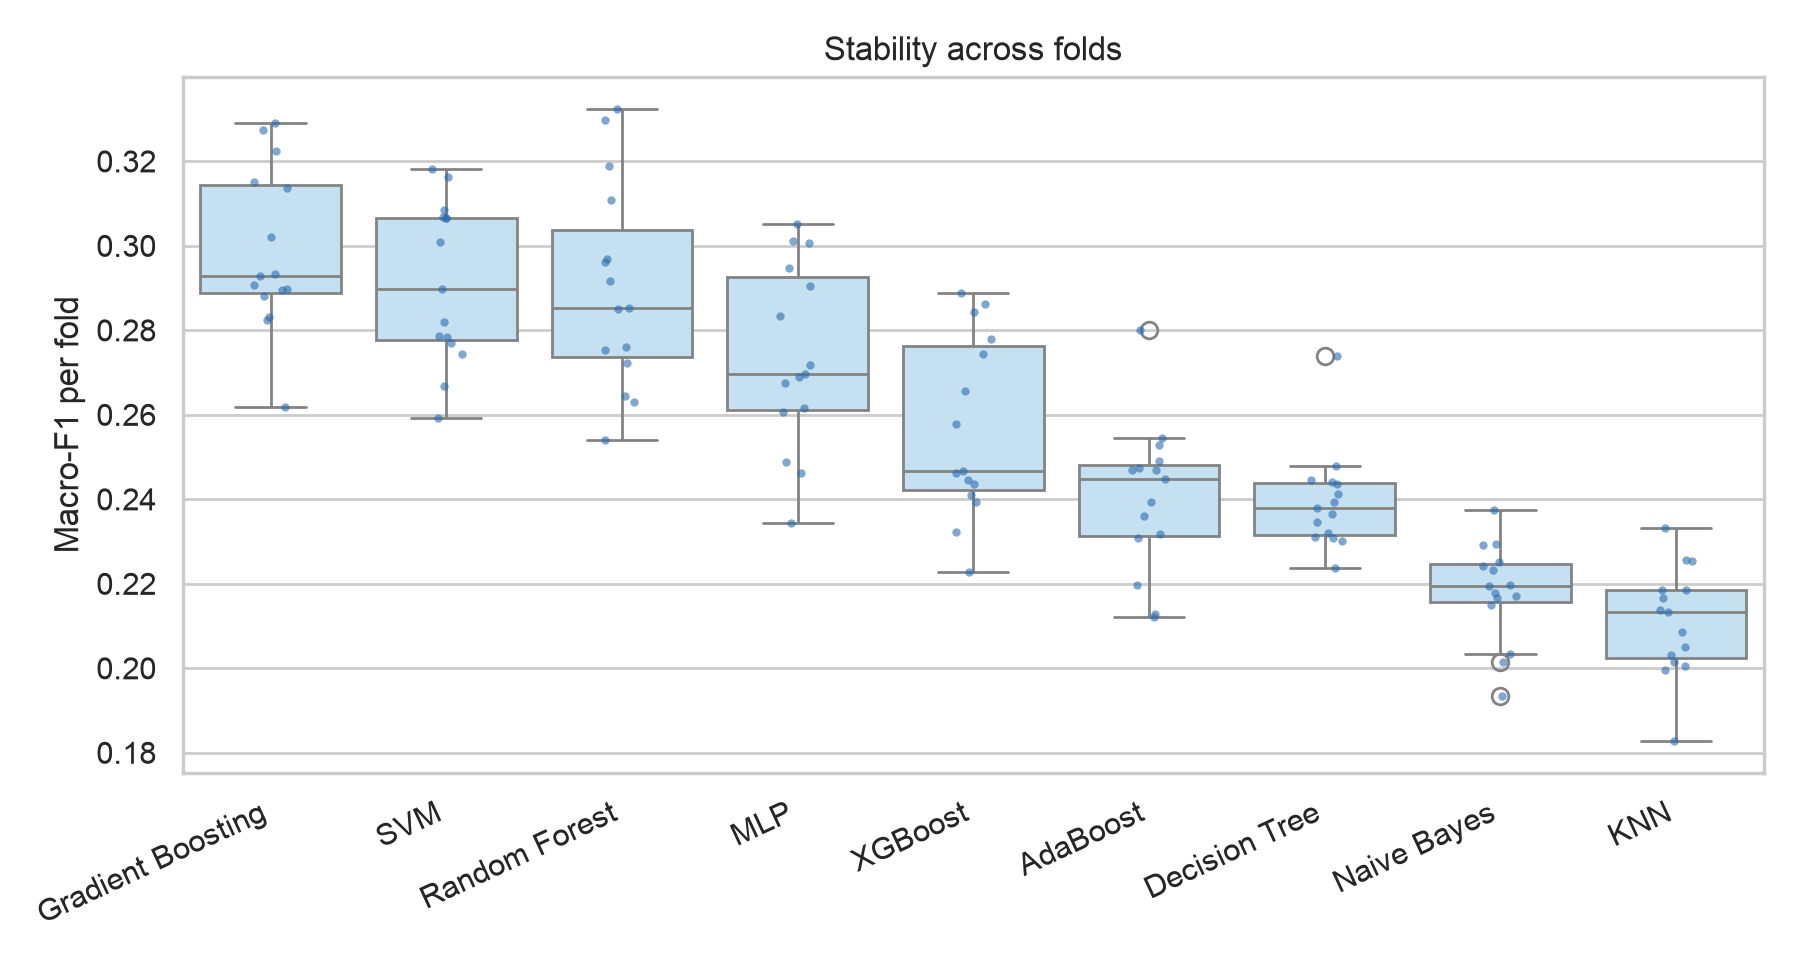 Stability across folds
Macro-F1 per fold
0.32
0.30
0.28
0.26
0.24
0.22
0.20
0.18
Gradient Boosting
SVM
Random Forest
MLP
XGBoost
AdaBoost
Decision Tree
Naive Bayes
KNN